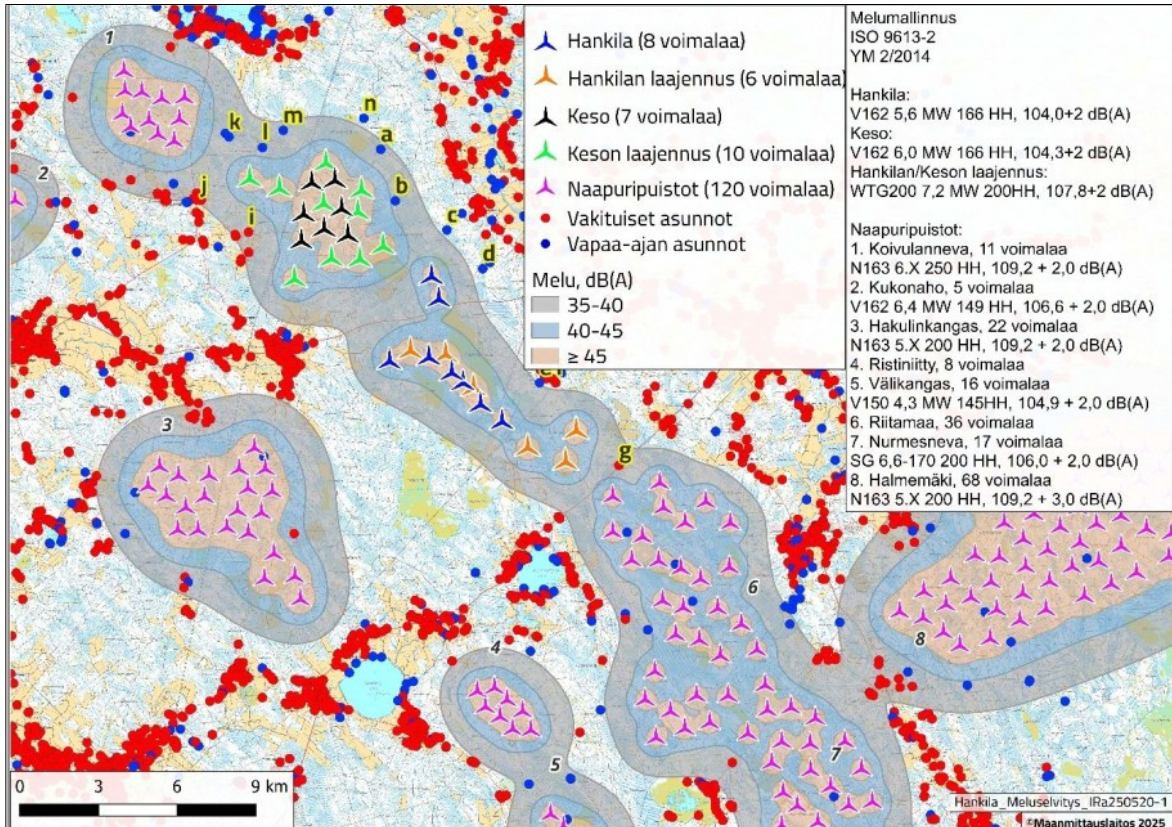 Hankila (8 voimalaa)
Hankilan laajennus (6 voimalaa)
Keso (7 voimalaa)
Keson laajennus (10 voimalaa)
Naapuripuistot (120 voimalaa)
Vakituiset asunnot
Vapaa-ajan asunnot
Melu, dB(A)
35-40
40-45
≥ 45
Melumallinnus
ISO 9613-2
YM 2/2014
Hankila:
V162 5,6 MW 166 HH, 104,0+2 dB(A)
Keso:
V162 6,0 MW 166 HH, 104,3+2 dB(A)
Hankilan/Keson laajennus:
WTG200 7,2 MW 200HH, 107,8+2 dB(A)
Naapuripuistot:
1. Koivulanneva, 11 voimalaa
N163 6.X 250 HH, 109,2 + 2,0 dB(A)
2. Kukonaho, 5 voimalaa
V162 6,4 MW 149 HH, 106,6 + 2,0 dB(A)
3. Hakulinkangas, 22 voimalaa
N163 5.X 200 HH, 109,2 + 2,0 dB(A)
4. Ristiniitty, 8 voimalaa
5. Välikangas, 16 voimalaa
V150 4,3 MW 145HH, 104,9 + 2,0 dB(A)
6. Riitamaa, 36 voimalaa
7. Nurmesneva, 17 voimalaa
SG 6,6-170 200 HH, 106,0 + 2,0 dB(A)
8. Halmemäki, 68 voimalaa
N163 5.X 200 HH, 109,2 + 3,0 dB(A)
1
n
m
k
l
a
2
j
b
i
c
d
3
g
6
8
4
7
5
0 3 6 9 km
Hankila_Meluselvitys_IRa250520-1
©Maanmittauslaitos 2025